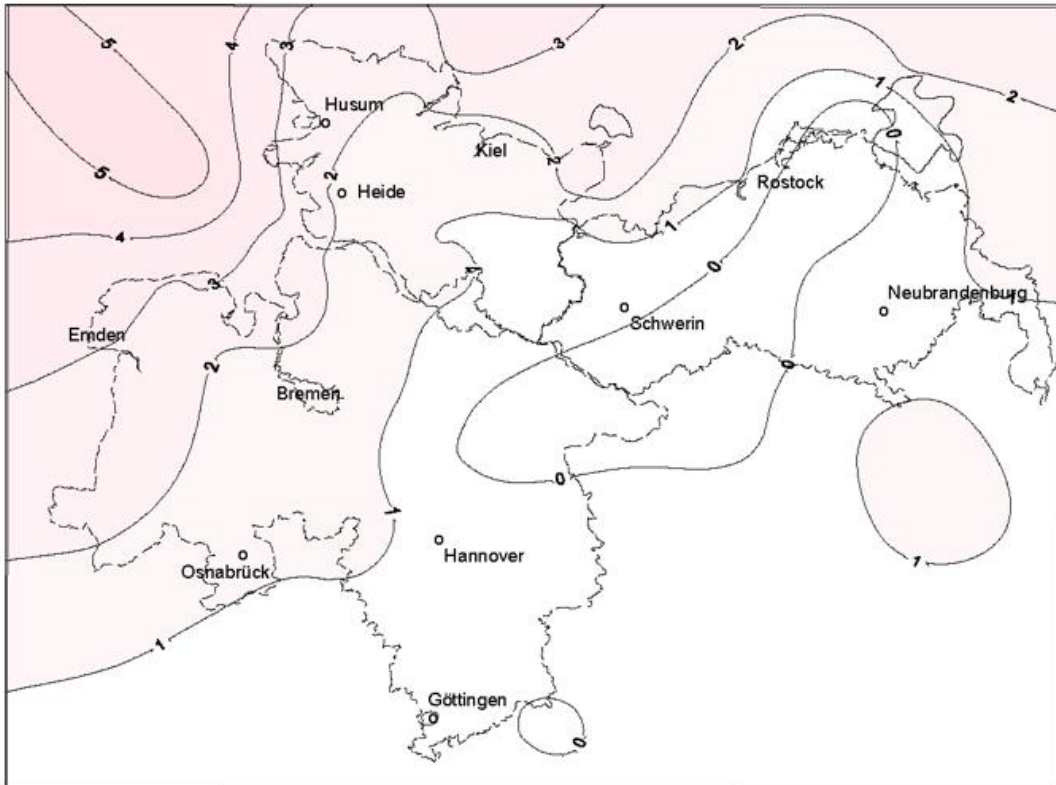 5
4
3
3
2
1
2
Husum
0
Kiel
2
5
2
Heide
Rostock
1
4
0
1
3
Neubrandenburg
1
Schwerin
Emden
2
0
Bremen
0
1
Hannover
Osnabrück
1
1
Göttingen
0